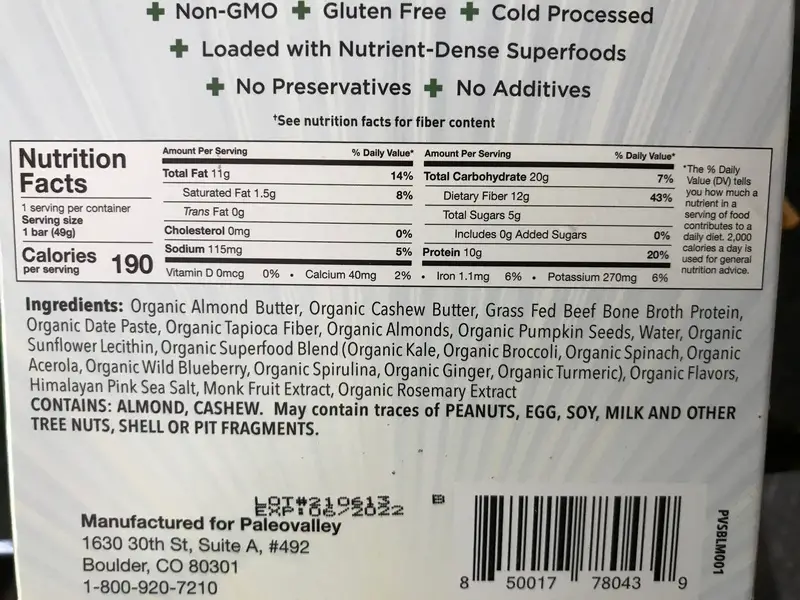 + Non-GMO + Gluten Free + Cold Processed
+ Loaded with Nutrient-Dense Superfoods
+ No Preservatives + No Additives
†See nutrition facts for fiber content
Nutrition
Facts
1 serving per container
Serving size
1 bar (49g)
Calories
per serving
190
Amount Per Serving % Daily Value*
Total Fat 11g 14%
Saturated Fat 1.5g 8%
Trans Fat 0g
Cholesterol 0mg 0%
Sodium 115mg 5%
Amount Per Serving % Daily Value*
Total Carbohydrate 20g 7%
Dietary Fiber 12g 43%
Total Sugars 5g
Includes 0g Added Sugars 0%
Protein 10g 20%
Vitamin D 0mcg 0% • Calcium 40mg 2% • Iron 1.1mg 6% • Potassium 270mg 6%
*The % Daily
Value (DV) tells
you how much a
nutrient in a
serving of food
contributes to a
daily diet. 2,000
calories a day is
used for general
nutrition advice.
Ingredients: Organic Almond Butter, Organic Cashew Butter, Grass Fed Beef Bone Broth Protein,
Organic Date Paste, Organic Tapioca Fiber, Organic Almonds, Organic Pumpkin Seeds, Water, Organic
Sunflower Lecithin, Organic Superfood Blend (Organic Kale, Organic Broccoli, Organic Spinach, Organic
Acerola, Organic Wild Blueberry, Organic Spirulina, Organic Ginger, Organic Turmeric), Organic Flavors,
Himalayan Pink Sea Salt, Monk Fruit Extract, Organic Rosemary Extract
CONTAINS: ALMOND, CASHEW. May contain traces of PEANUTS, EGG, SOY, MILK AND OTHER
TREE NUTS, SHELL OR PIT FRAGMENTS.
LOT#210613 B
EXP:06/2022
Manufactured for Paleovalley
1630 30th St, Suite A, #492
Boulder, CO 80301
1-800-920-7210
8 50017 78043 9
PVSBLM001